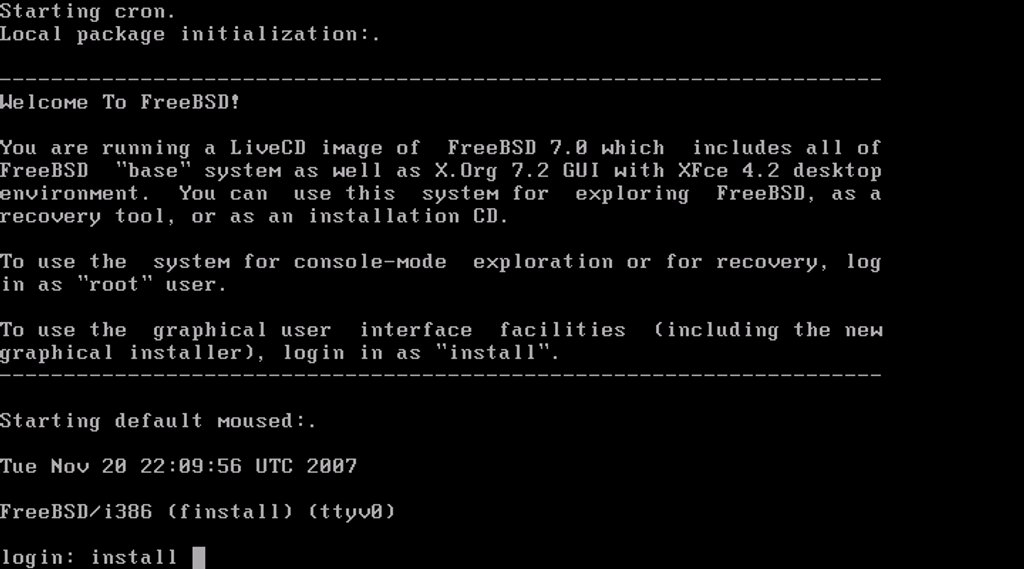 Starting cron.
Local package initialization:.
---------------------------------------------------------------------
Welcome To FreeBSD!
You are running a LiveCD image of  FreeBSD 7.0 which  includes all of
FreeBSD  "base" system as well as X.Org 7.2 GUI with XFce 4.2 desktop
environment.  You can  use this  system for  exploring  FreeBSD, as a
recovery tool, or as an installation CD.
To use the  system for console-mode  exploration or for recovery, log
in as "root" user.
To use the  graphical user  interface  facilities  (including the new
graphical installer), login in as "install".
---------------------------------------------------------------------
Starting default moused:.
Tue Nov 20 22:09:56 UTC 2007
FreeBSD/i386 (finstall) (ttyv0)
login: install